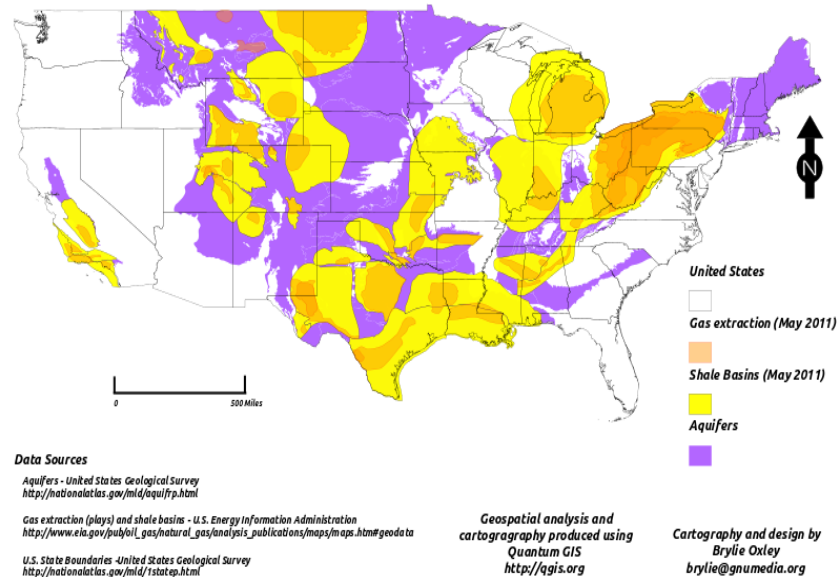 N
United States
Gas extraction (May 2011)
Shale Basins (May 2011)
Aquifers
0 500 Miles
Data Sources
Aquifers - United States Geological Survey
http://nationalatlas.gov/mld/aquifrp.html
Gas extraction (plays) and shale basins - U.S. Energy Information Administration
http://www.eia.gov/pub/oil_gas/natural_gas/analysis_publications/maps/maps.htm#geodata
U.S. State Boundaries -United States Geological Survey
http://nationalatlas.gov/mld/1statep.html
Geospatial analysis and
cartogragraphy produced using
Quantum GIS
http://qgis.org
Cartography and design by
Brylie Oxley
brylie@gnumedia.org